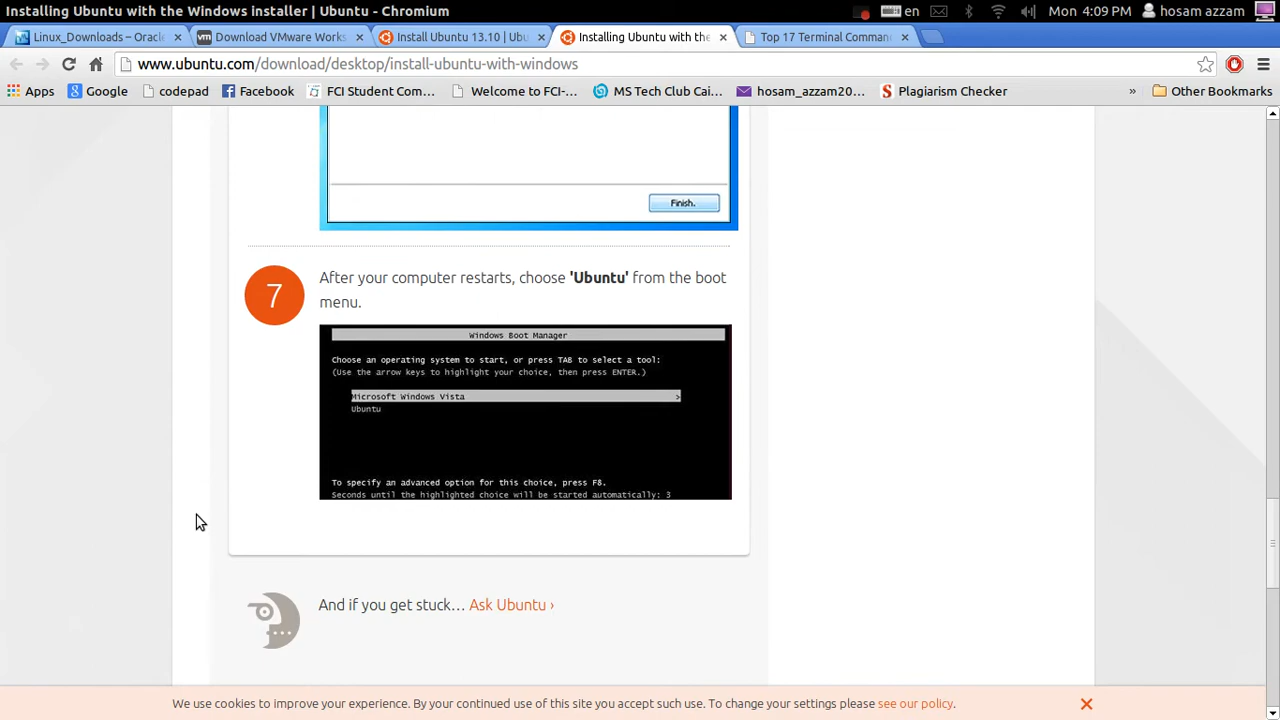 Installing Ubuntu with the Windows installer | Ubuntu - Chromium
en
Mon 4:09 PM
hosam azzam
Linux_Downloads – Oracle
Download VMware Works
Install Ubuntu 13.10 | Ub
Installing Ubuntu with the
Top 17 Terminal Comman
www.ubuntu.com/download/desktop/install-ubuntu-with-windows
Apps
Google
codepad
Facebook
FCI Student Com...
Welcome to FCI-...
MS Tech Club Cai...
hosam_azzam20...
Plagiarism Checker
»
Other Bookmarks
Finish.
7
After your computer restarts, choose 'Ubuntu' from the boot
menu.
Windows Boot Manager
Choose an operating system to start, or press TAB to select a tool:
(Use the arrow keys to highlight your choice, then press ENTER.)
Microsoft Windows Vista >
Ubuntu
To specify an advanced option for this choice, press F8.
Seconds until the highlighted choice will be started automatically: 3
And if you get stuck… Ask Ubuntu ›
We use cookies to improve your experience. By your continued use of this site you accept such use. To change your settings please see our policy.